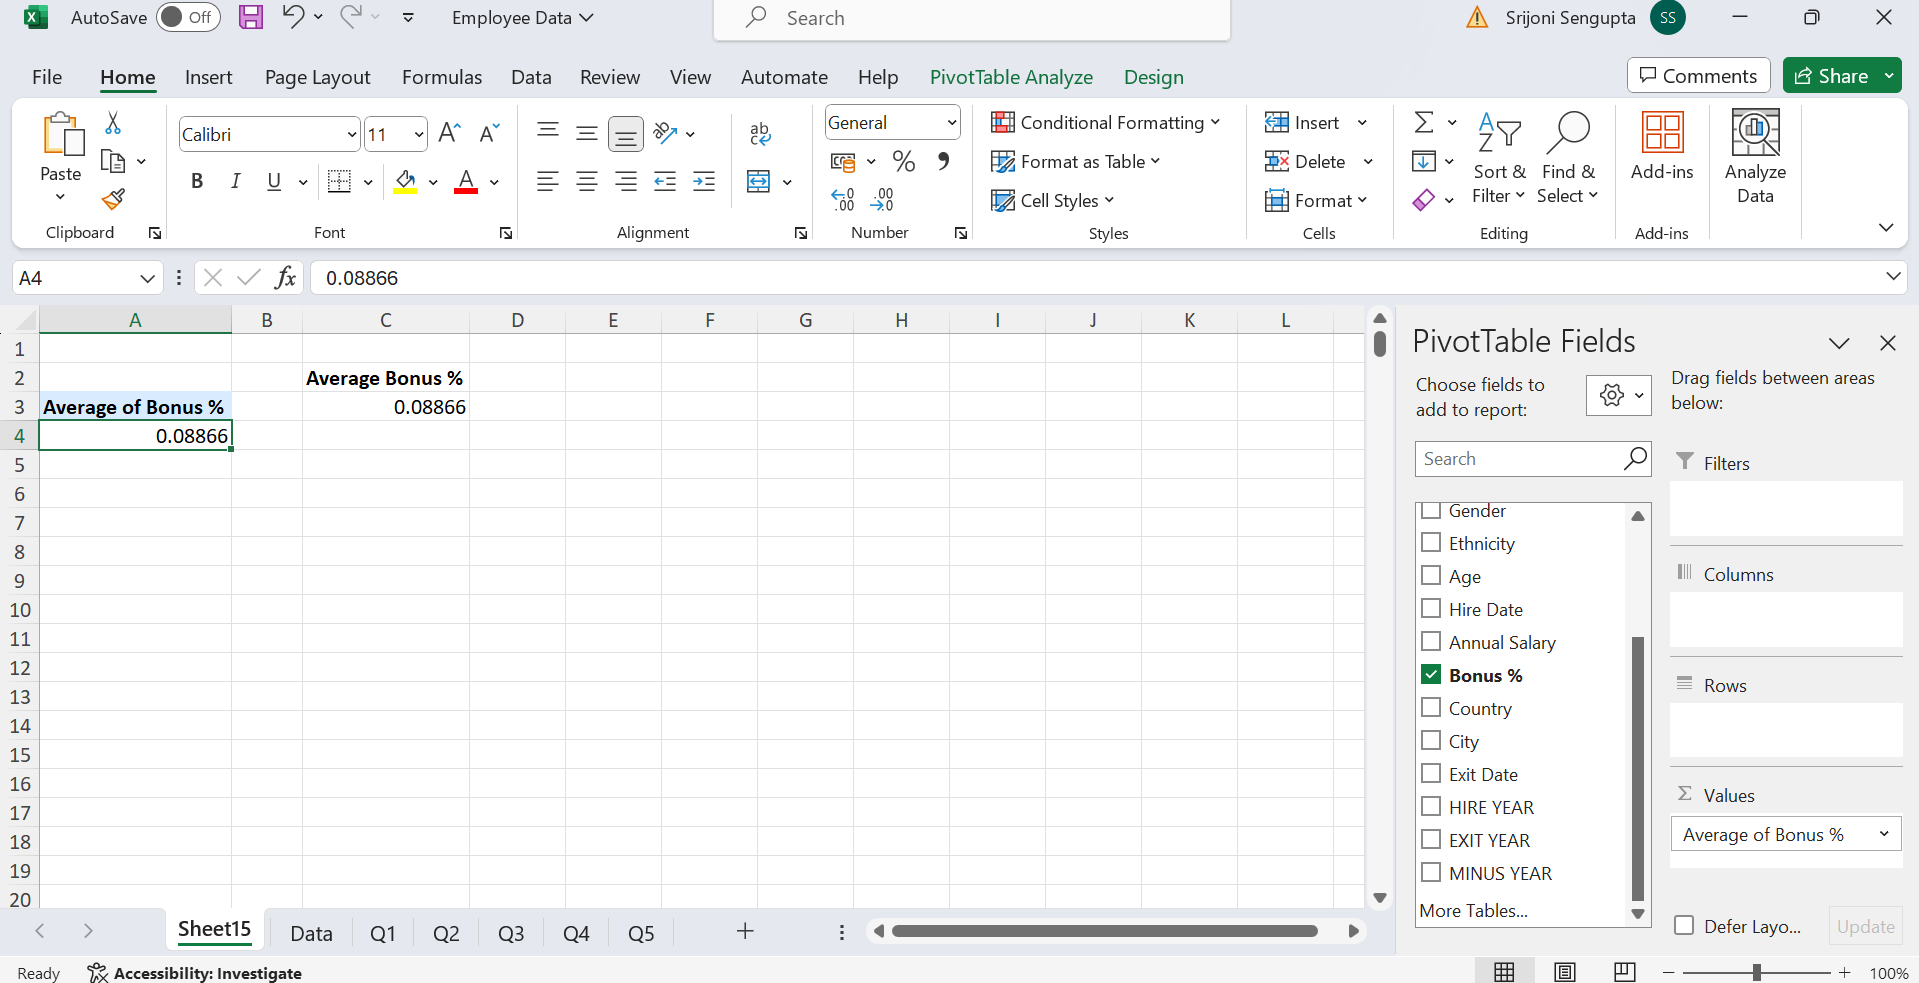 AutoSave Off Employee Data Search Srijoni Sengupta SS
File Home Insert Page Layout Formulas Data Review View Automate Help PivotTable Analyze Design Comments Share
Paste
Clipboard
Calibri 11
B I U A
Font
ab
Alignment
General
% 9
Number
Conditional Formatting
Format as Table
Cell Styles
Styles
Insert
Delete
Format
Cells
Sort & Filter
Find & Select
Editing
Add-ins
Add-ins
Analyze Data
A4 fx 0.08866
A B C D E F G H I J K L
1
2 Average Bonus %
3 Average of Bonus % 0.08866
4 0.08866
5
6
7
8
9
10
11
12
13
14
15
16
17
18
19
20
PivotTable Fields
Choose fields to
add to report:
Search
Gender
Ethnicity
Age
Hire Date
Annual Salary
Bonus %
Country
City
Exit Date
HIRE YEAR
EXIT YEAR
MINUS YEAR
More Tables...
Drag fields between areas
below:
Filters
Columns
Rows
Σ Values
Average of Bonus %
Defer Layo... Update
Sheet15 Data Q1 Q2 Q3 Q4 Q5 +
Ready Accessibility: Investigate 100%